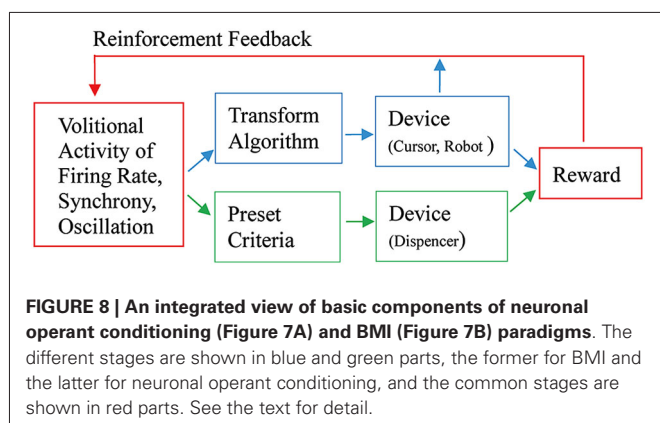 Reinforcement Feedback
Volitional
Activity of
Firing Rate,
Synchrony,
Oscillation
Transform
Algorithm
Device
(Cursor, Robot )
Preset
Criteria
Device
(Dispencer)
Reward
FIGURE 8 | An integrated view of basic components of neuronal
operant conditioning (Figure 7A) and BMI (Figure 7B) paradigms. The
different stages are shown in blue and green parts, the former for BMI and
the latter for neuronal operant conditioning, and the common stages are
shown in red parts. See the text for detail.